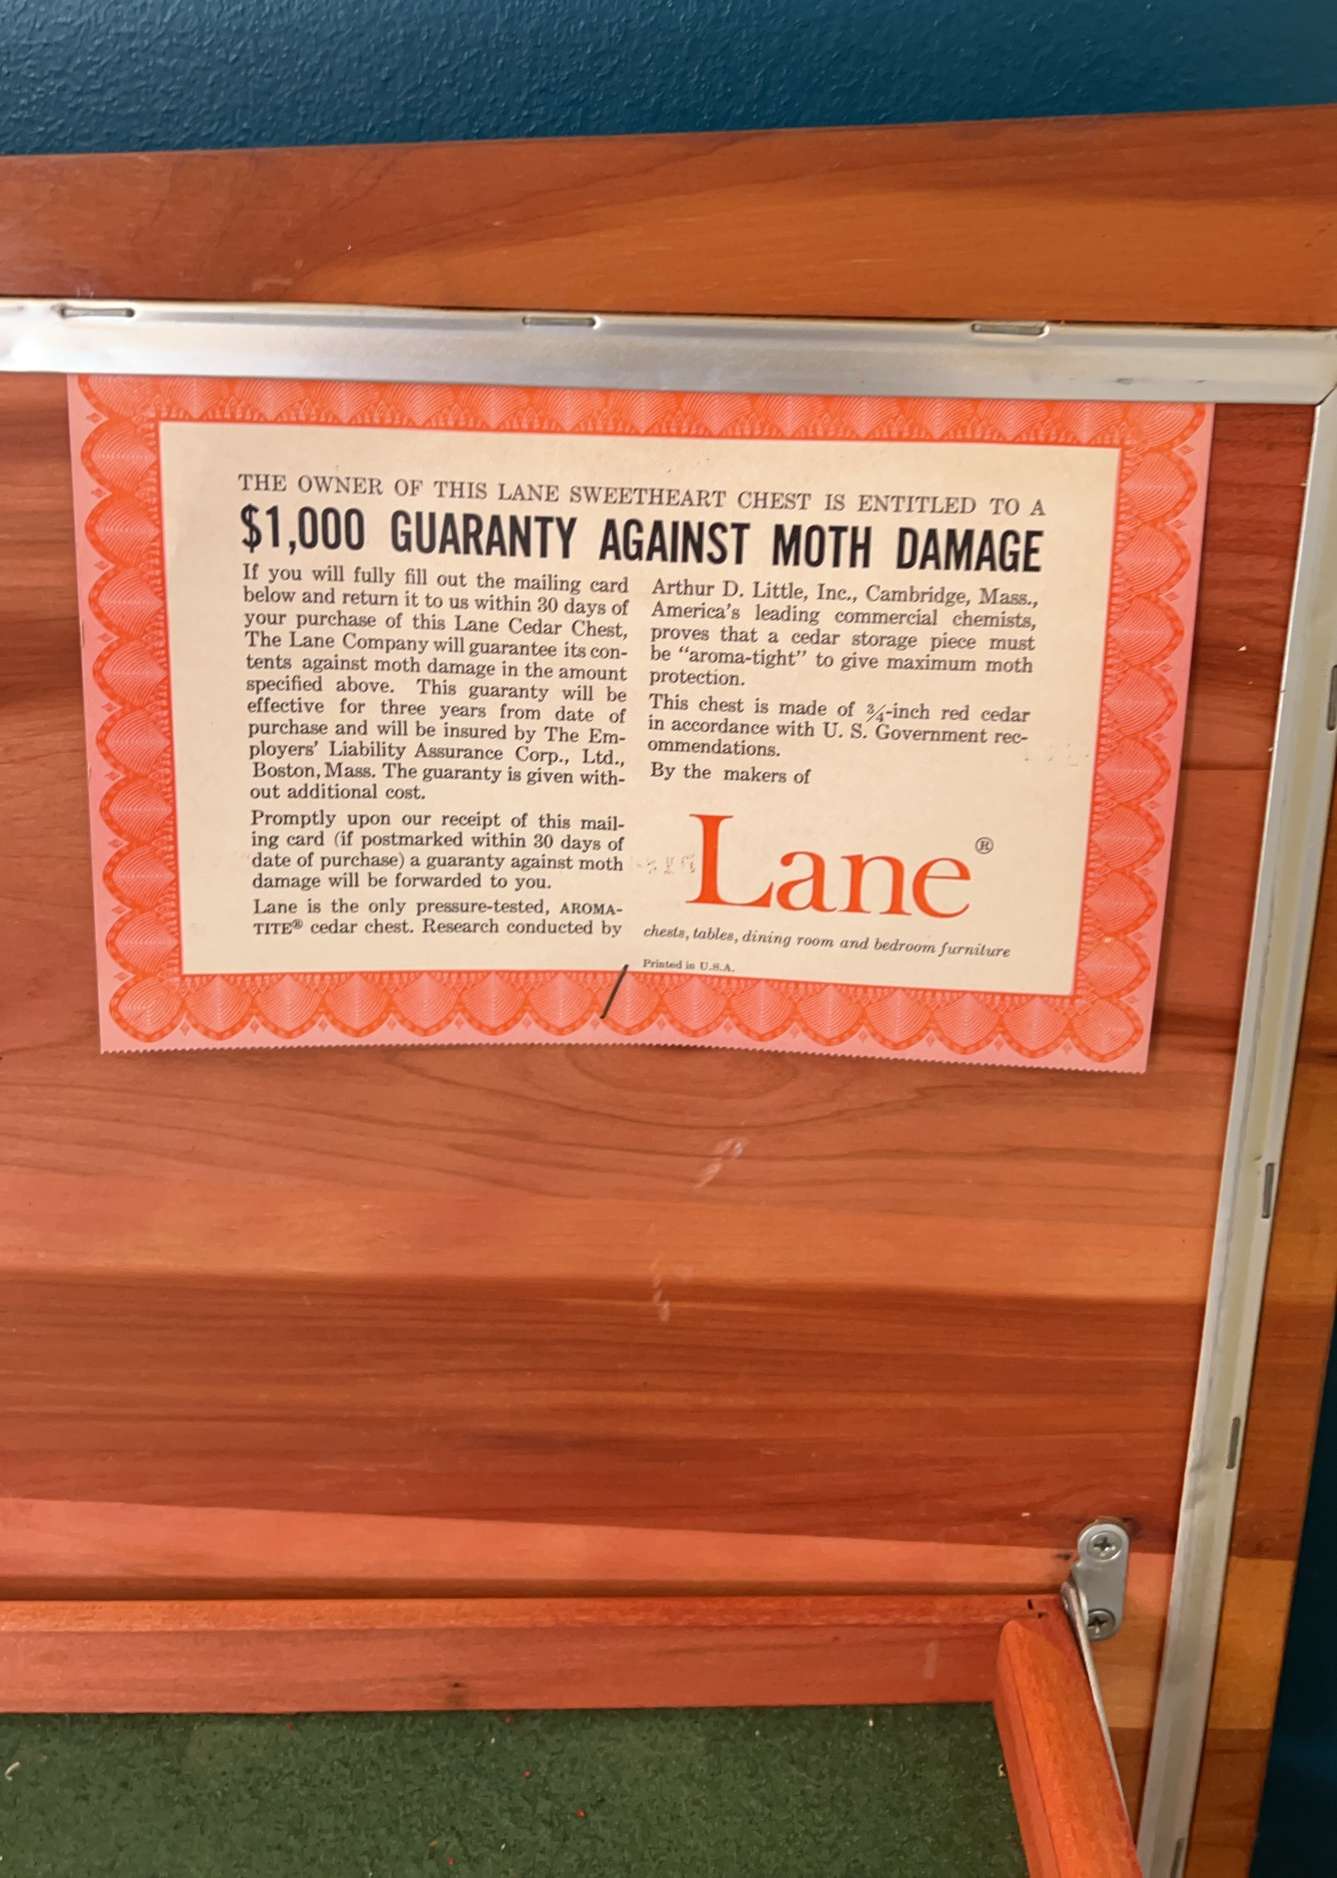 THE OWNER OF THIS LANE SWEETHEART CHEST IS ENTITLED TO A
$1,000 GUARANTY AGAINST MOTH DAMAGE
If you will fully fill out the mailing card
below and return it to us within 30 days of
your purchase of this Lane Cedar Chest,
The Lane Company will guarantee its con-
tents against moth damage in the amount
specified above. This guaranty will be
effective for three years from date of
purchase and will be insured by The Em-
ployers' Liability Assurance Corp., Ltd.,
Boston, Mass. The guaranty is given with-
out additional cost.
Promptly upon our receipt of this mail-
ing card (if postmarked within 30 days of
date of purchase) a guaranty against moth
damage will be forwarded to you.
Lane is the only pressure-tested, AROMA-
TITE® cedar chest. Research conducted by
Arthur D. Little, Inc., Cambridge, Mass.,
America's leading commercial chemists,
proves that a cedar storage piece must
be "aroma-tight" to give maximum moth
protection.
This chest is made of ¾-inch red cedar
in accordance with U. S. Government rec-
ommendations.
By the makers of
Lane®
chests, tables, dining room and bedroom furniture
Printed in U.S.A.